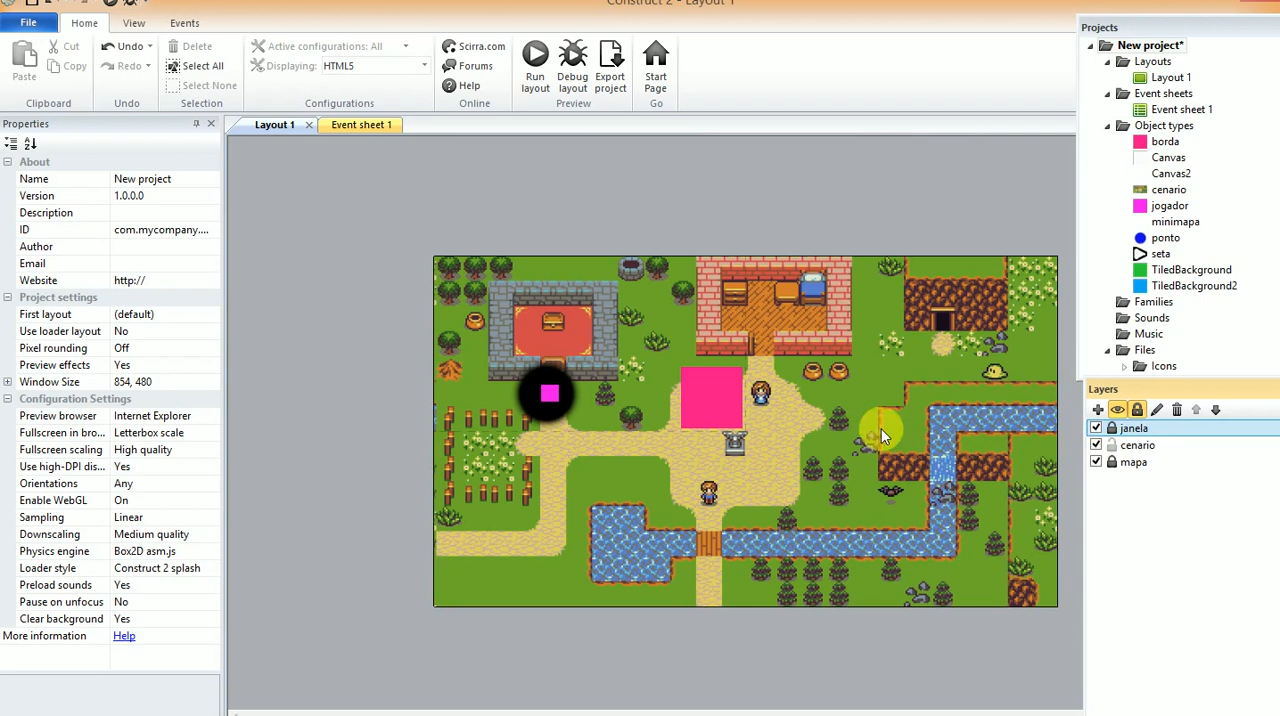 Construct 2 - Layout 1
File
Home
View
Events
Paste
Cut
Copy
Clipboard
Undo
Redo
Undo
Delete
Select All
Select None
Selection
Active configurations: All
Displaying: HTML5
Configurations
Scirra.com
Forums
Help
Online
Run layout
Debug layout
Export project
Preview
Start Page
Go
Properties
Layout 1
Event sheet 1
About
Name New project
Version 1.0.0.0
Description
ID com.mycompany....
Author
Email
Website http://
Project settings
First layout (default)
Use loader layout No
Pixel rounding Off
Preview effects Yes
Window Size 854, 480
Configuration Settings
Preview browser Internet Explorer
Fullscreen in bro... Letterbox scale
Fullscreen scaling High quality
Use high-DPI dis... Yes
Orientations Any
Enable WebGL On
Sampling Linear
Downscaling Medium quality
Physics engine Box2D asm.js
Loader style Construct 2 splash
Preload sounds Yes
Pause on unfocus No
Clear background Yes
More information Help
Projects
New project*
Layouts
Layout 1
Event sheets
Event sheet 1
Object types
borda
Canvas
Canvas2
cenario
jogador
minimapa
ponto
seta
TiledBackground
TiledBackground2
Families
Sounds
Music
Files
Icons
Layers
janela
cenario
mapa